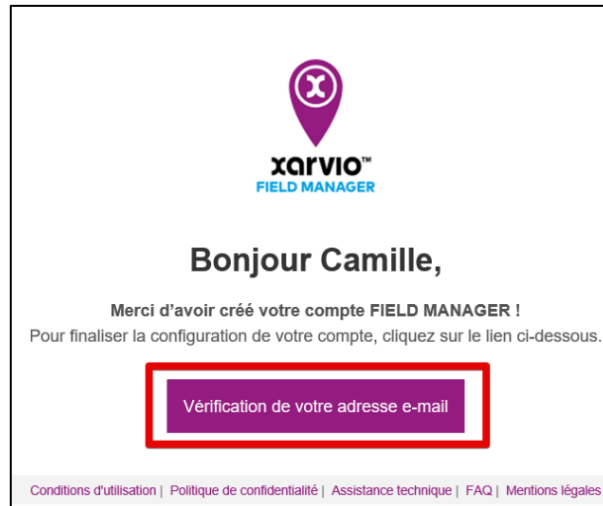 xarvio™
FIELD MANAGER
Bonjour Camille,
Merci d'avoir créé votre compte FIELD MANAGER !
Pour finaliser la configuration de votre compte, cliquez sur le lien ci-dessous.
Vérification de votre adresse e-mail
Conditions d'utilisation | Politique de confidentialité | Assistance technique | FAQ | Mentions légales